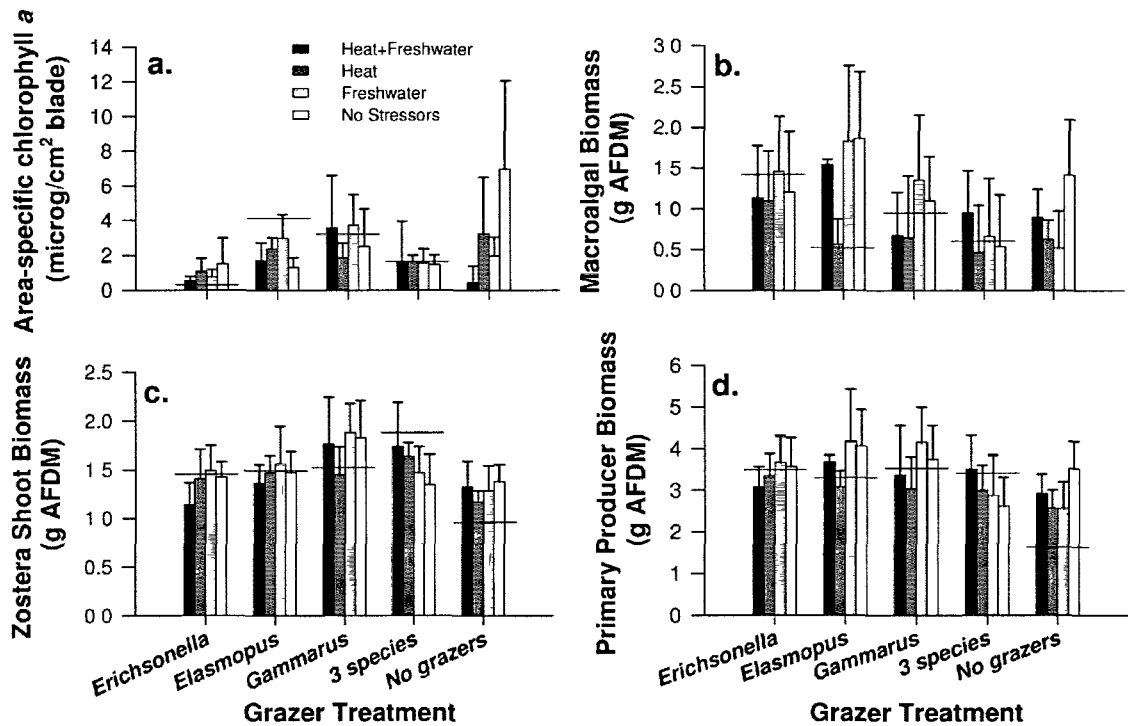 a.
Area-specific chlorophyll a
(microg/cm2 blade)
14
12
10
8
6
4
2
0
Heat+Freshwater
Heat
Freshwater
No Stressors
b.
Macroalgal Biomass
(g AFDM)
3 0
2 5
2.0
1.5
1.0
0.5
0 0
c.
Zostera Shoot Biomass
(g AFDM)
2.5
2.0
1.5
1.0
0.5
0 0
Erichsonella
Elasmopus
Gammarus
3 species
No grazers
Grazer Treatment
d.
Primary Producer Biomass
(g AFDM)
6
5
4
3
2
1
0
Erichsonella
Elasmopus
Gammarus
3 species
No grazers
Grazer Treatment